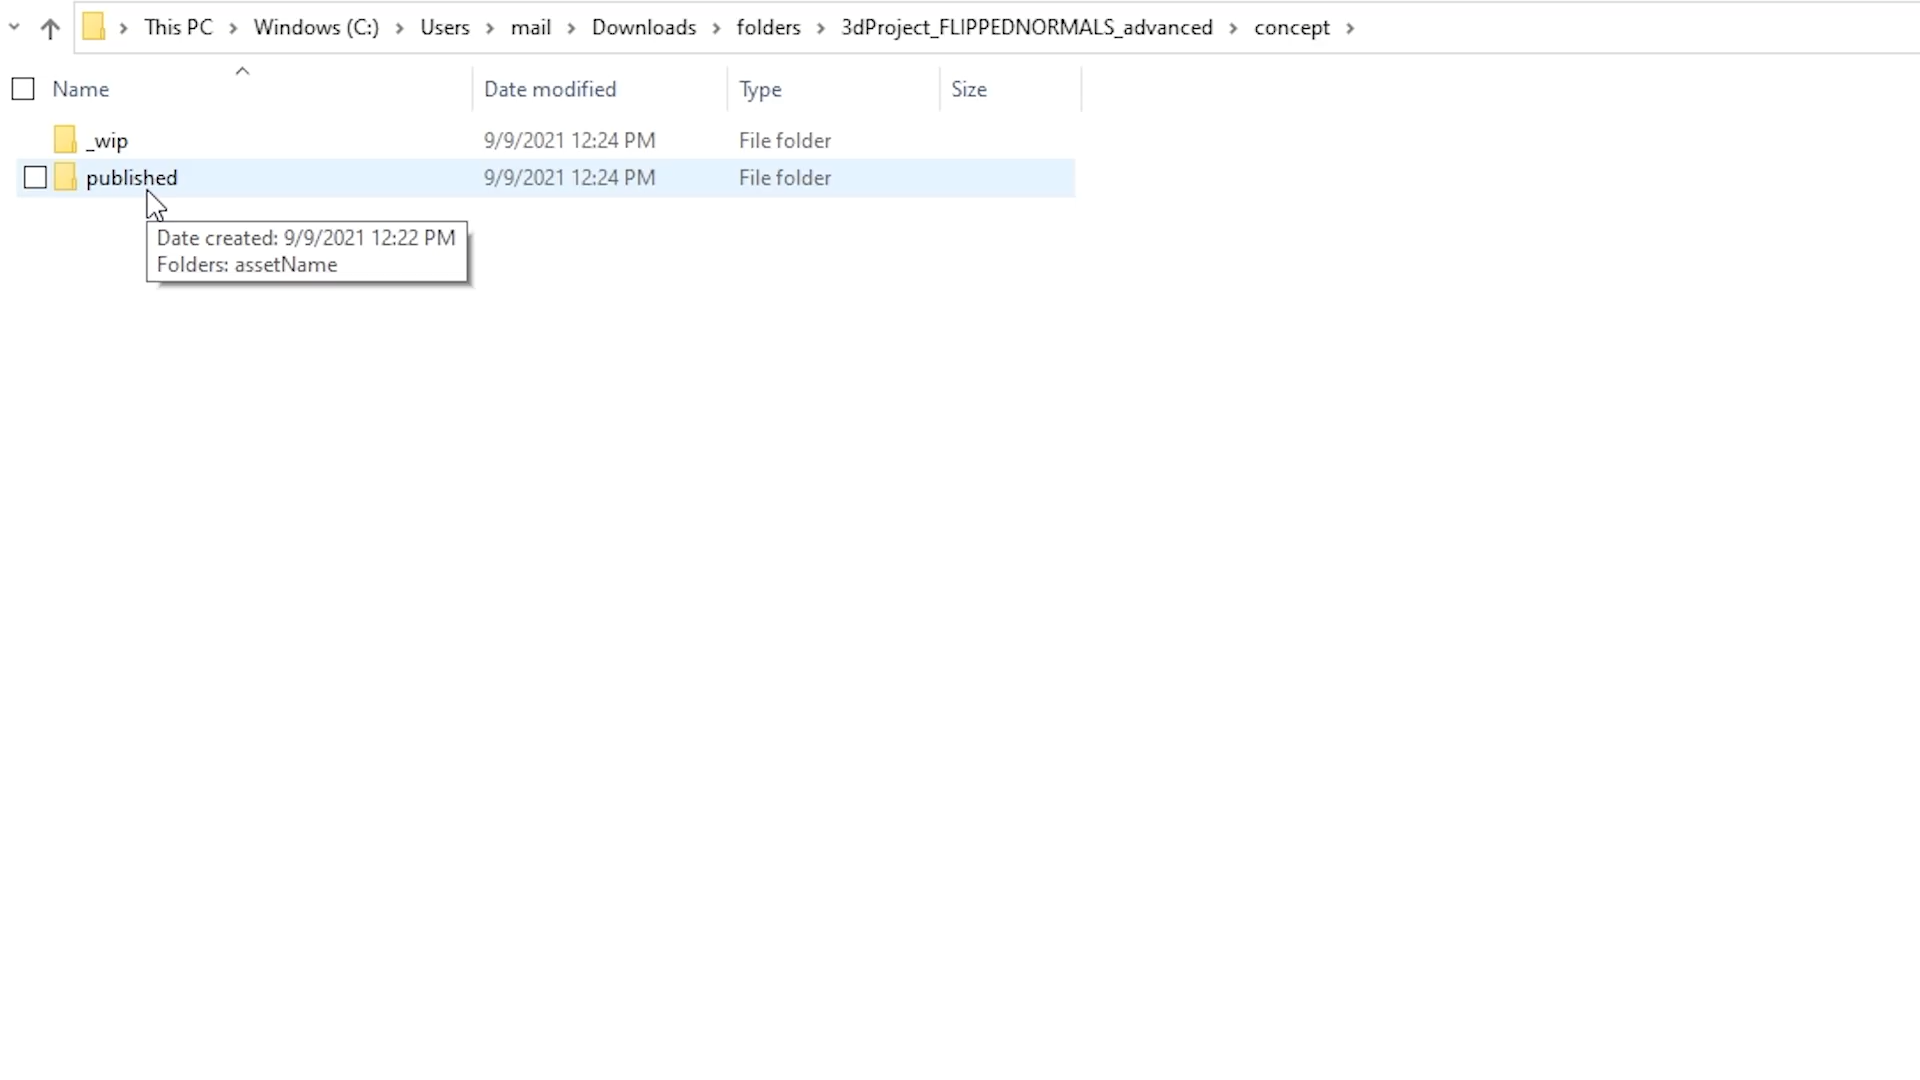 This PC > Windows (C:) > Users > mail > Downloads > folders > 3dProject_FLIPPEDNORMALS_advanced > concept >
Name Date modified Type Size
_wip 9/9/2021 12:24 PM File folder
published 9/9/2021 12:24 PM File folder
Date created: 9/9/2021 12:22 PM
Folders: assetName